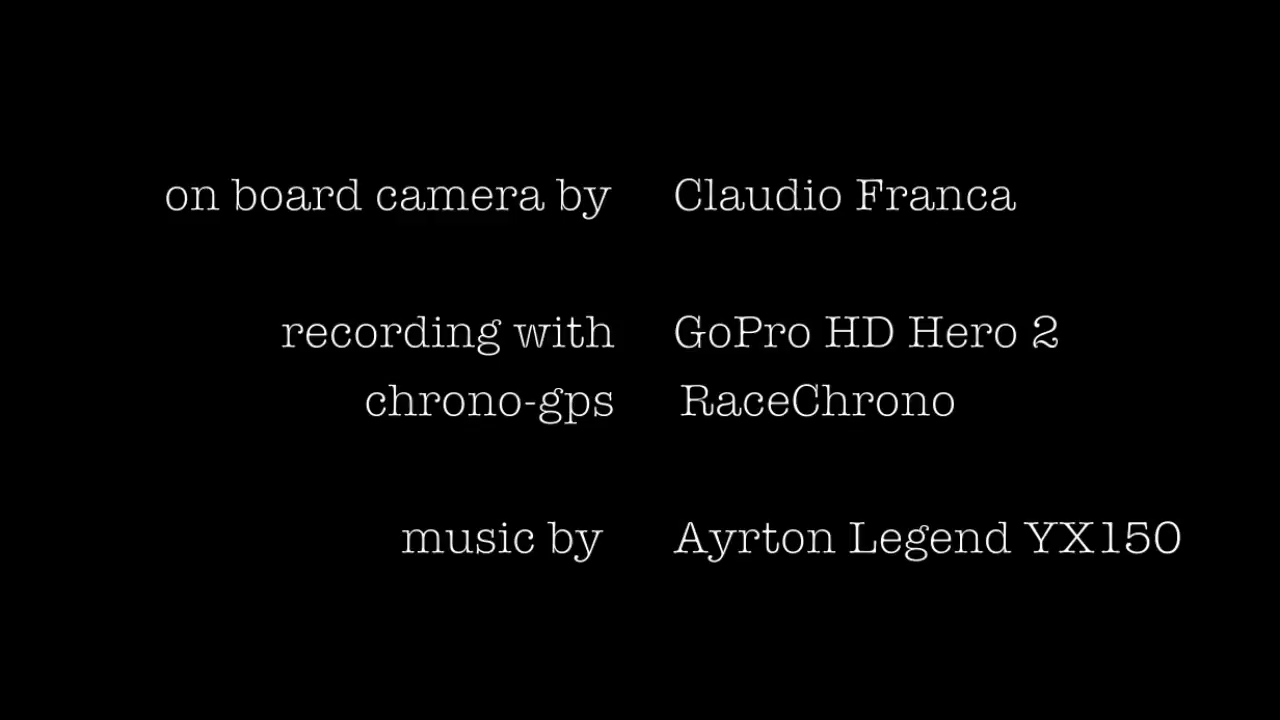 on board camera by Claudio Franca
recording with GoPro HD Hero 2
chrono-gps RaceChrono
music by Ayrton Legend YX150